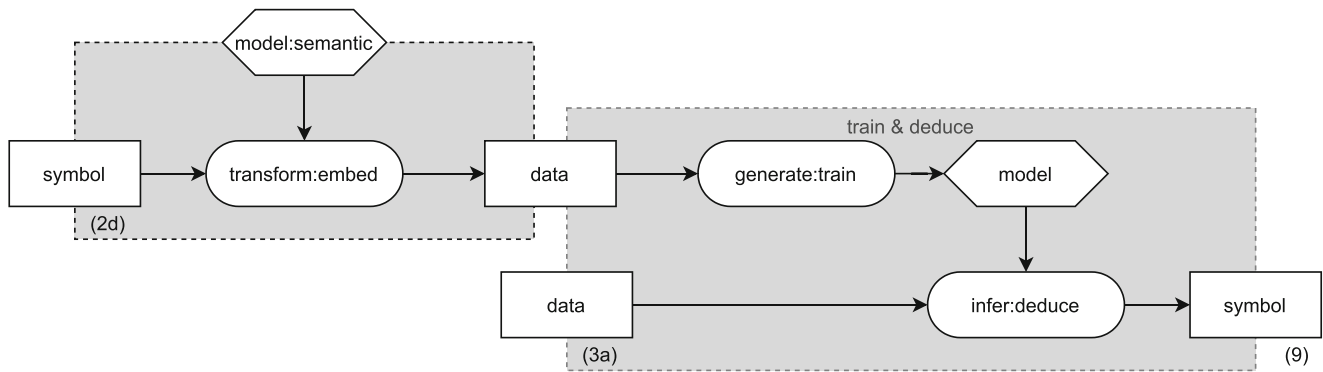 model:semantic
train & deduce
symbol
transform:embed
data
generate:train
model
(2d)
data
infer:deduce
symbol
(3a)
(9)